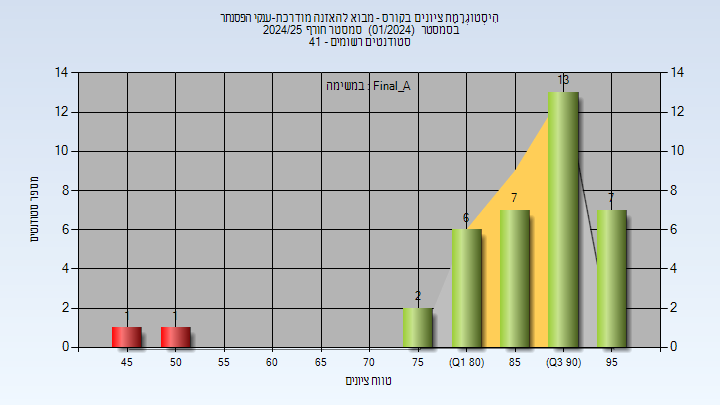 היסטוגרמת ציונים בקורס - מבוא להאזנה מודרכת-ענקי הפסנתר
בסמסטר (01/2024) סמסטר חורף 2024/25
סטודנטים רשומים - 41
במשימה : Final_A
14 14
12 12
10 10
8 8
6 6
4 4
2 2
0 0
1 1 2 6 7 13 7
45 50 55 60 65 70 75 (Q1 80) 85 (Q3 90) 95
מספר סטודנטים
טווח ציונים